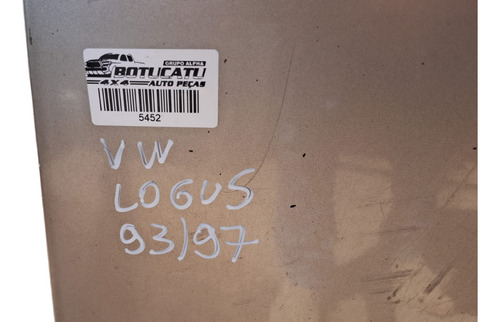 GRUPO ALPHA
BOTUCATU
4X4 AUTO PEÇAS
5452
VW
LOGUS
93/97